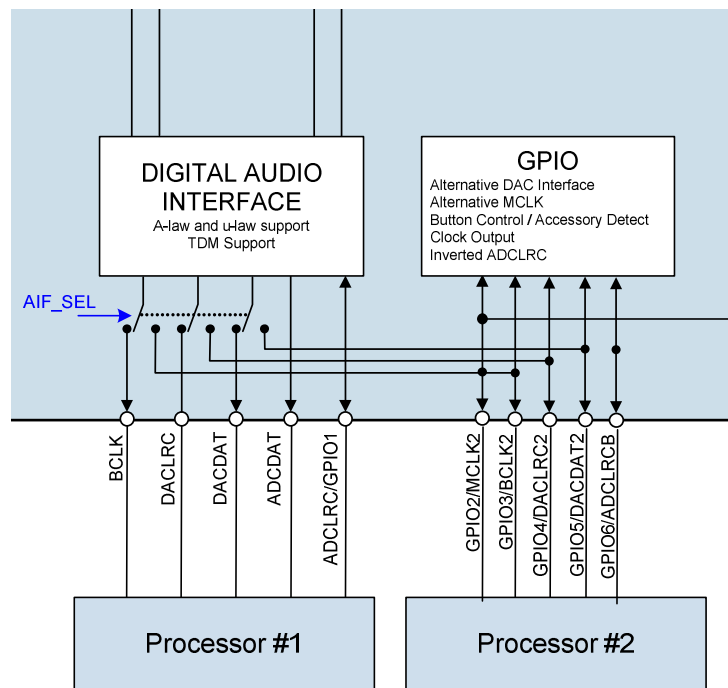 DIGITAL AUDIO
INTERFACE
A-law and u-law support
TDM Support
GPIO
Alternative DAC Interface
Alternative MCLK
Button Control / Accessory Detect
Clock Output
Inverted ADCLRC
AIF_SEL
BCLK
DACLRC
DACDAT
ADCDAT
ADCLRC/GPIO1
GPIO2/MCLK2
GPIO3/BCLK2
GPIO4/DACLRC2
GPIO5/DACDAT2
GPIO6/ADCLRCB
Processor #1
Processor #2